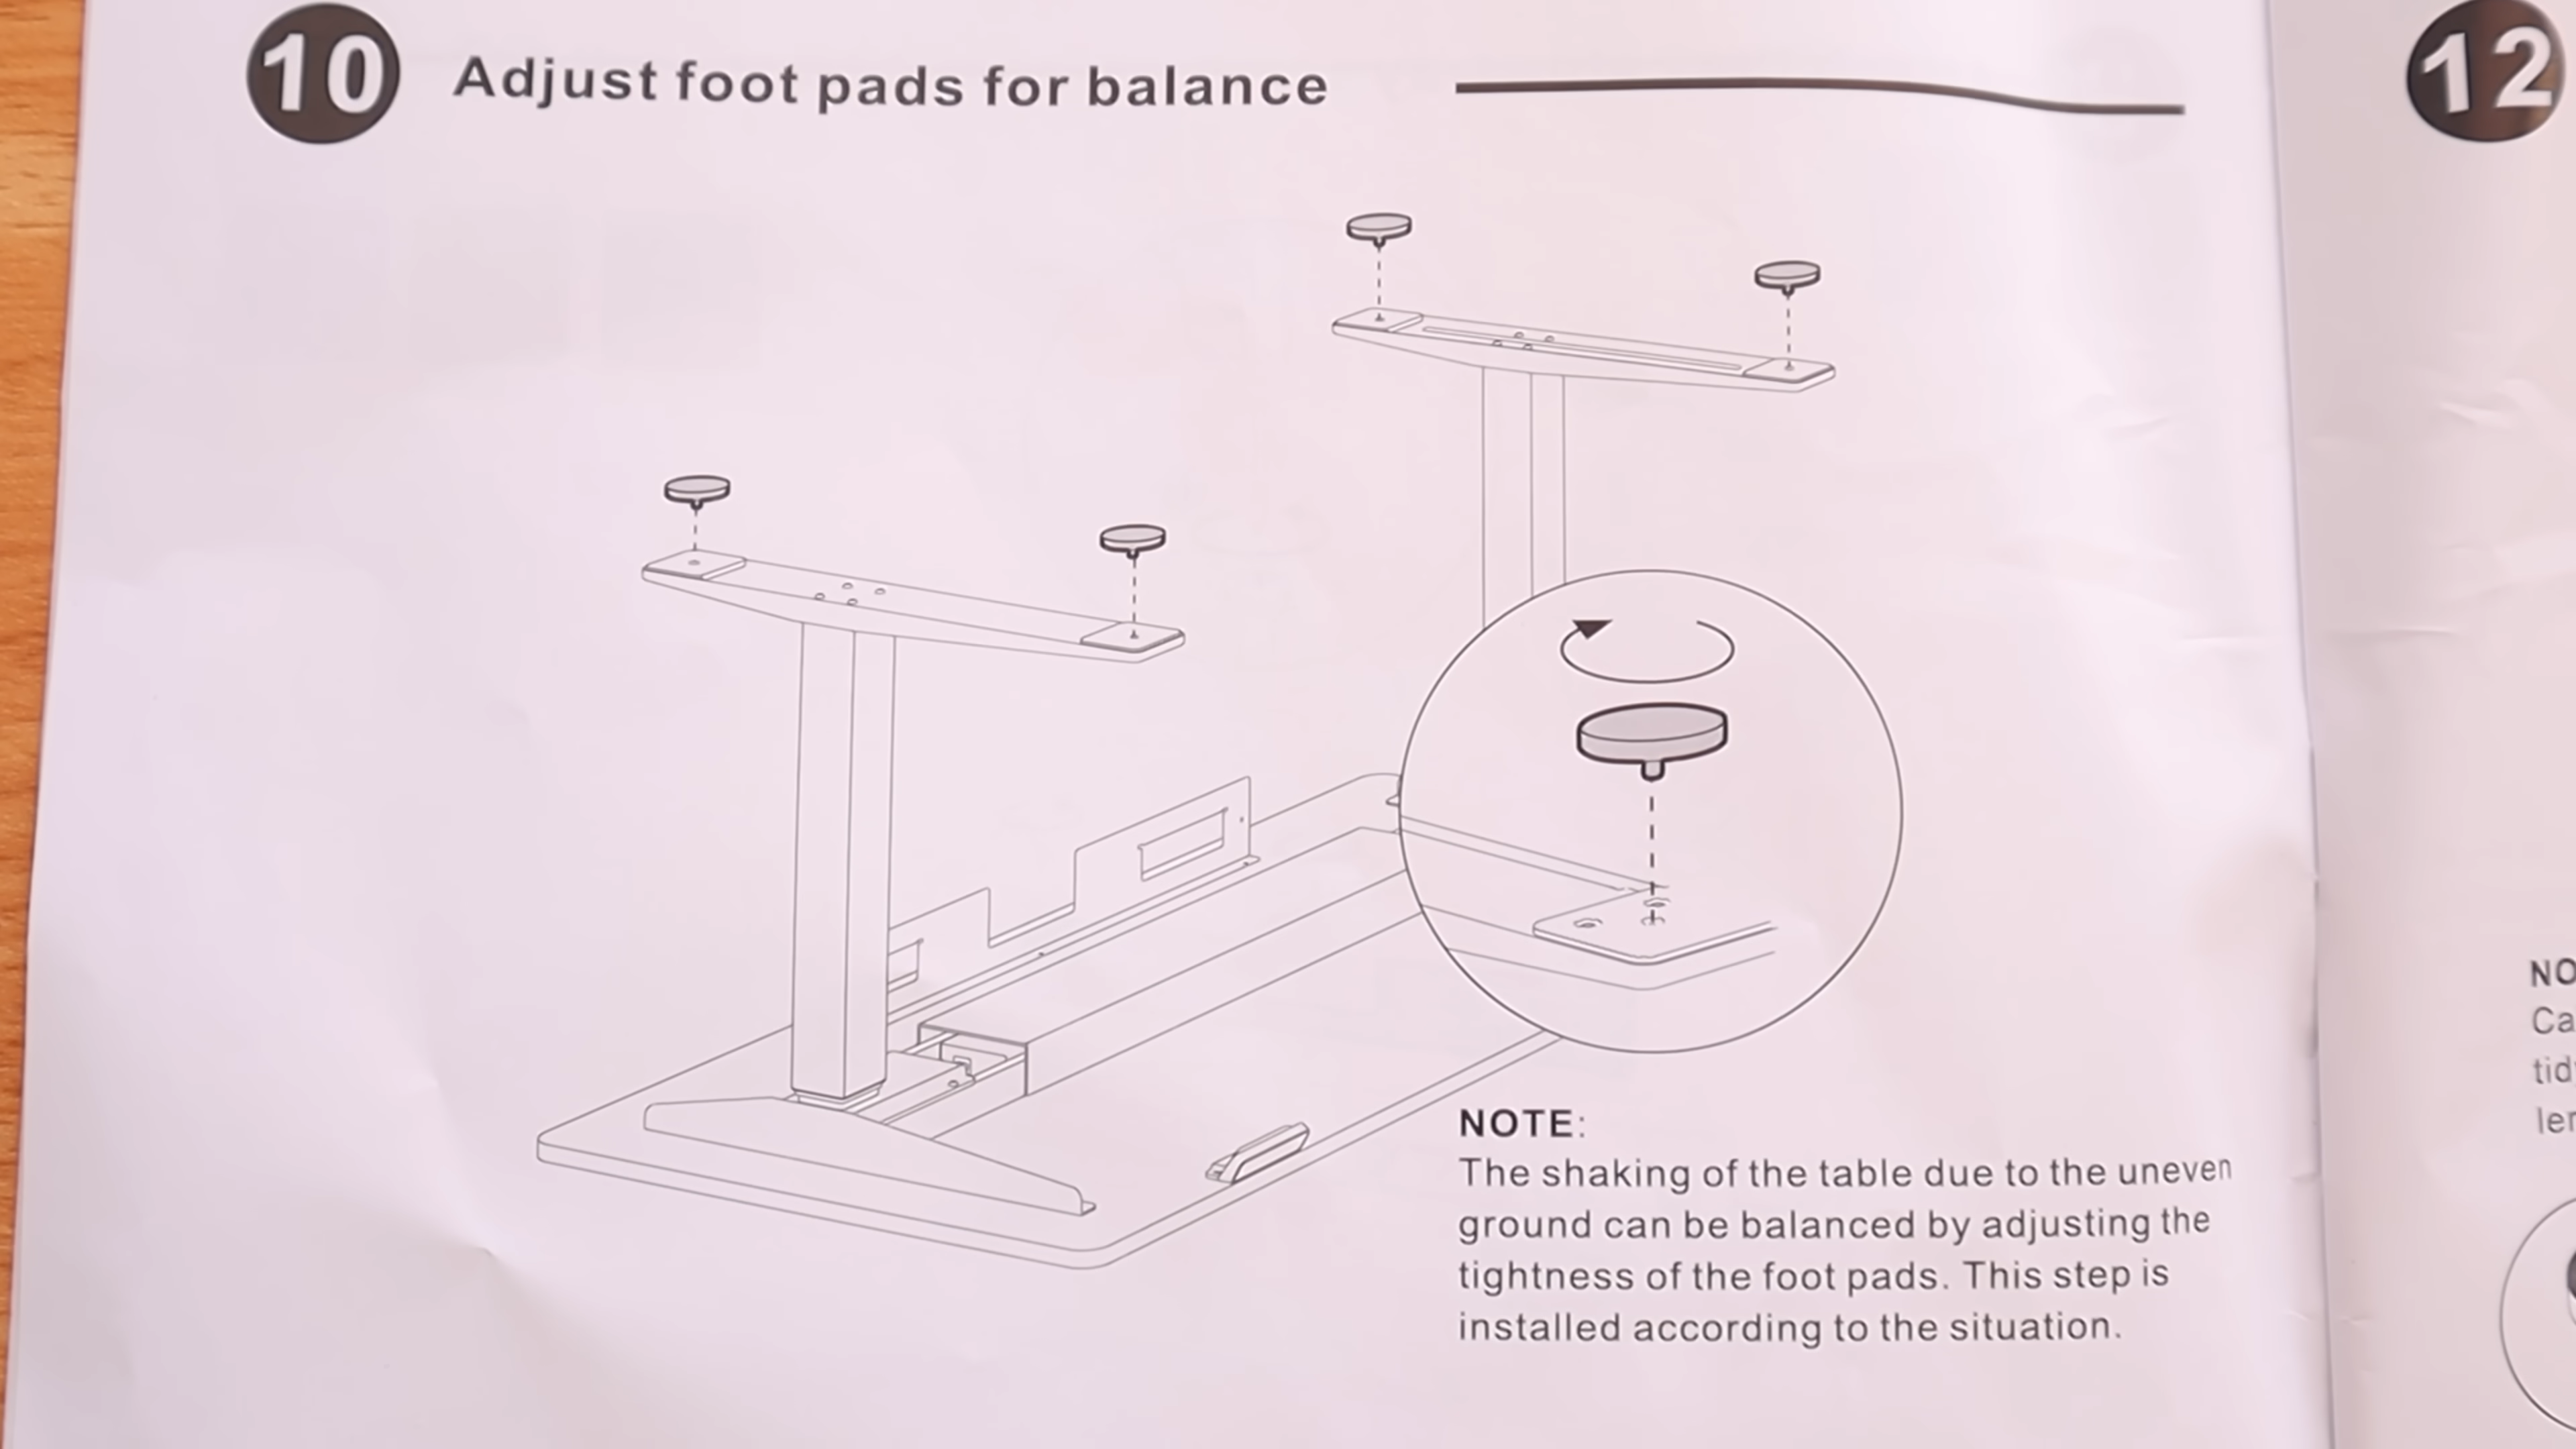 10 Adjust foot pads for balance
NOTE:
The shaking of the table due to the uneven
ground can be balanced by adjusting the
tightness of the foot pads. This step is
installed according to the situation.
12